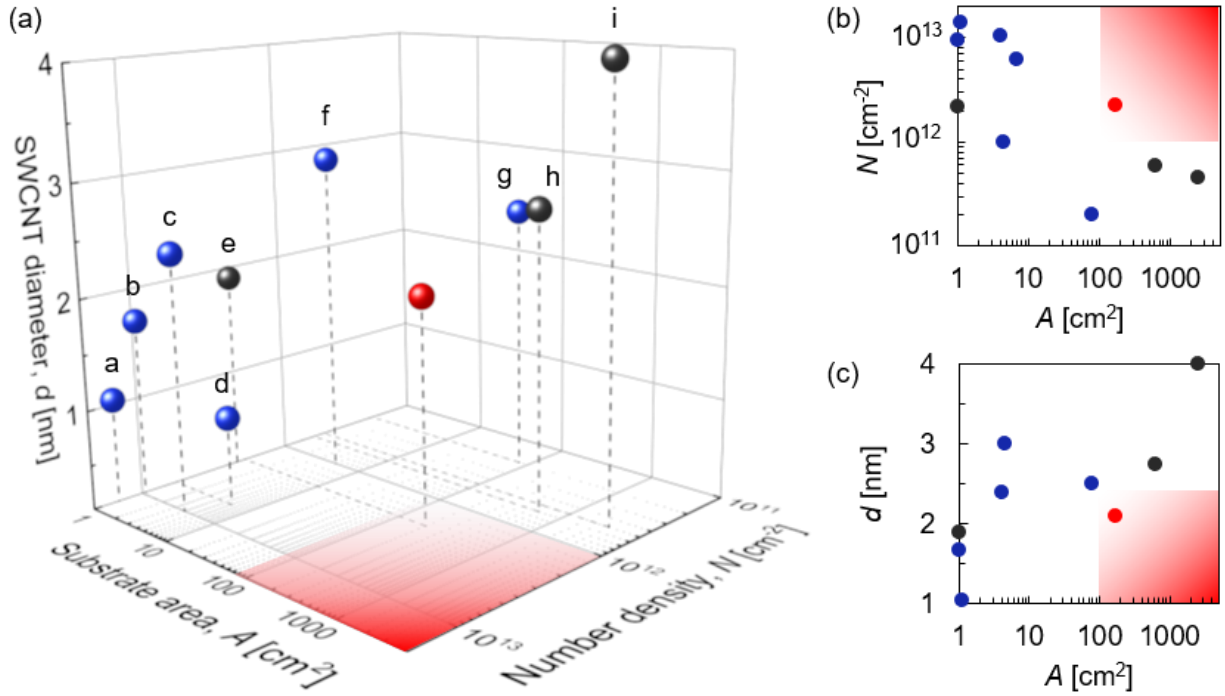 (a)
i
4
f
3
g
h
c
e
b
2
a
d
1
SWCNT diameter, d [nm]
1
10
100
1000
Substrate area, A [cm²]
10¹¹
10¹²
10¹³
Number density, N [cm⁻²]
(b)
10¹³
10¹²
10¹¹
N [cm⁻²]
1
10
100
1000
A [cm²]
(c)
4
3
2
1
d [nm]
1
10
100
1000
A [cm²]